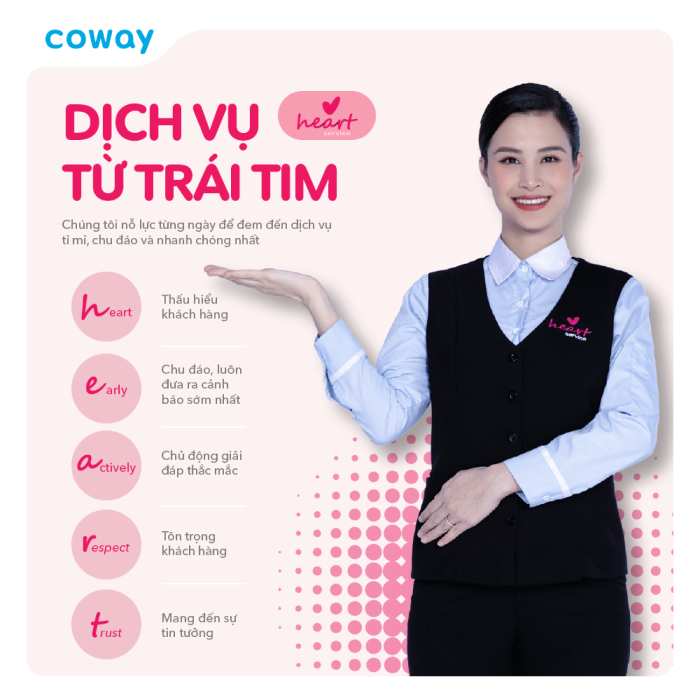 coway
DỊCH VỤ
heart
SERVICE
TỪ TRÁI TIM
Chúng tôi nỗ lực từng ngày để đem đến dịch vụ
tỉ mỉ, chu đáo và nhanh chóng nhất
heart
Thấu hiểu
khách hàng
early
Chu đáo, luôn
đưa ra cảnh
báo sớm nhất
actively
Chủ động giải
đáp thắc mắc
respect
Tôn trọng
khách hàng
trust
Mang đến sự
tin tưởng
heart
service